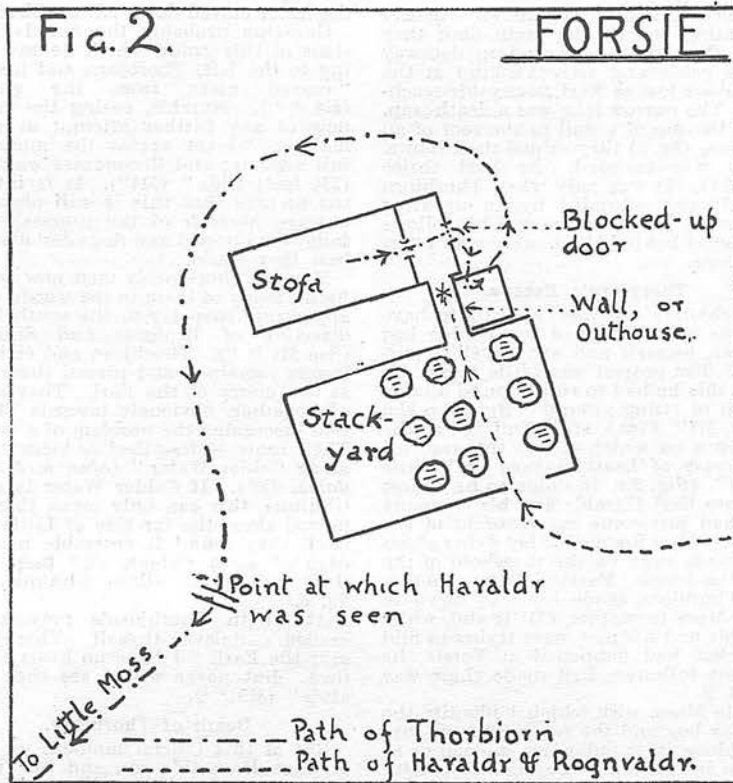 FIG. 2
FORSIE
Blocked-up
door
Stofa
Wall, or
Outhouse.
Stack-
yard
Point at which Haraldr
was seen
To Little Moss.
Path of Thorbiorn
Path of Haraldr & Rognvaldr.